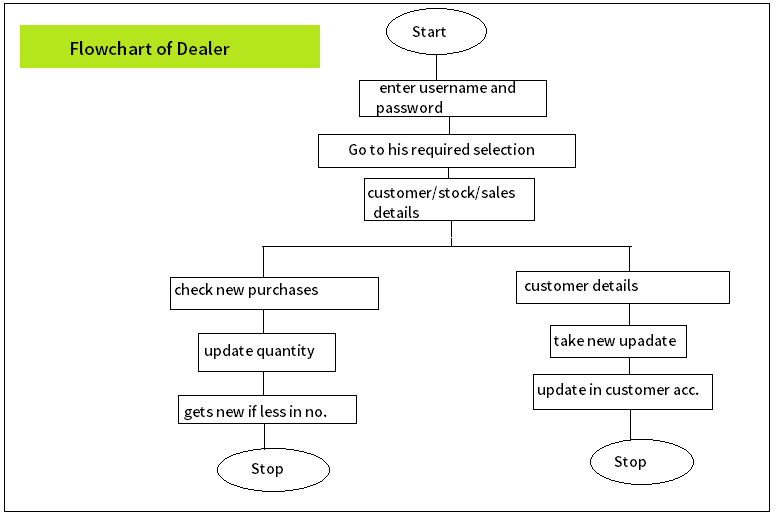 Flowchart of Dealer
Start
enter username and
password
Go to his required selection
customer/stock/sales
details
check new purchases
update quantity
gets new if less in no.
Stop
customer details
take new upadate
update in customer acc.
Stop